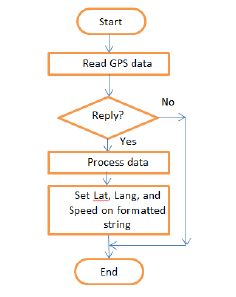 Start
Read GPS data
No
Reply?
Yes
Process data
Set Lat, Lang, and
Speed on formatted
string
End